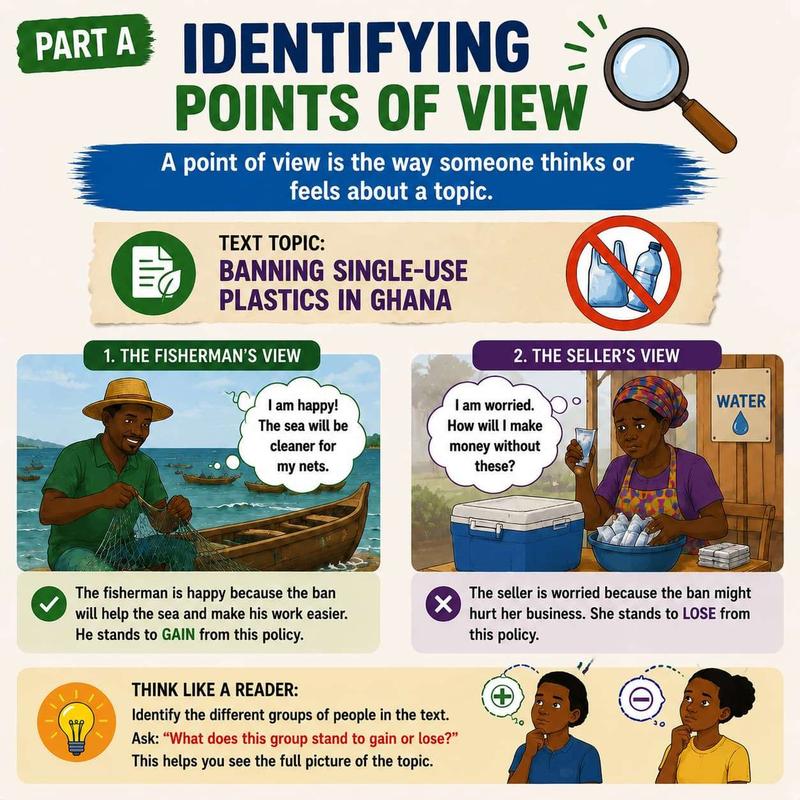 PART A
IDENTIFYING
POINTS OF VIEW
A point of view is the way someone thinks or
feels about a topic.
TEXT TOPIC:
BANNING SINGLE-USE
PLASTICS IN GHANA
1. THE FISHERMAN'S VIEW
I am happy!
The sea will be
cleaner for
my nets.
The fisherman is happy because the ban
will help the sea and make his work easier.
He stands to GAIN from this policy.
2. THE SELLER'S VIEW
I am worried.
How will I make
money without
these?
WATER
The seller is worried because the ban might
hurt her business. She stands to LOSE from
this policy.
THINK LIKE A READER:
Identify the different groups of people in the text.
Ask: “What does this group stand to gain or lose?”
This helps you see the full picture of the topic.